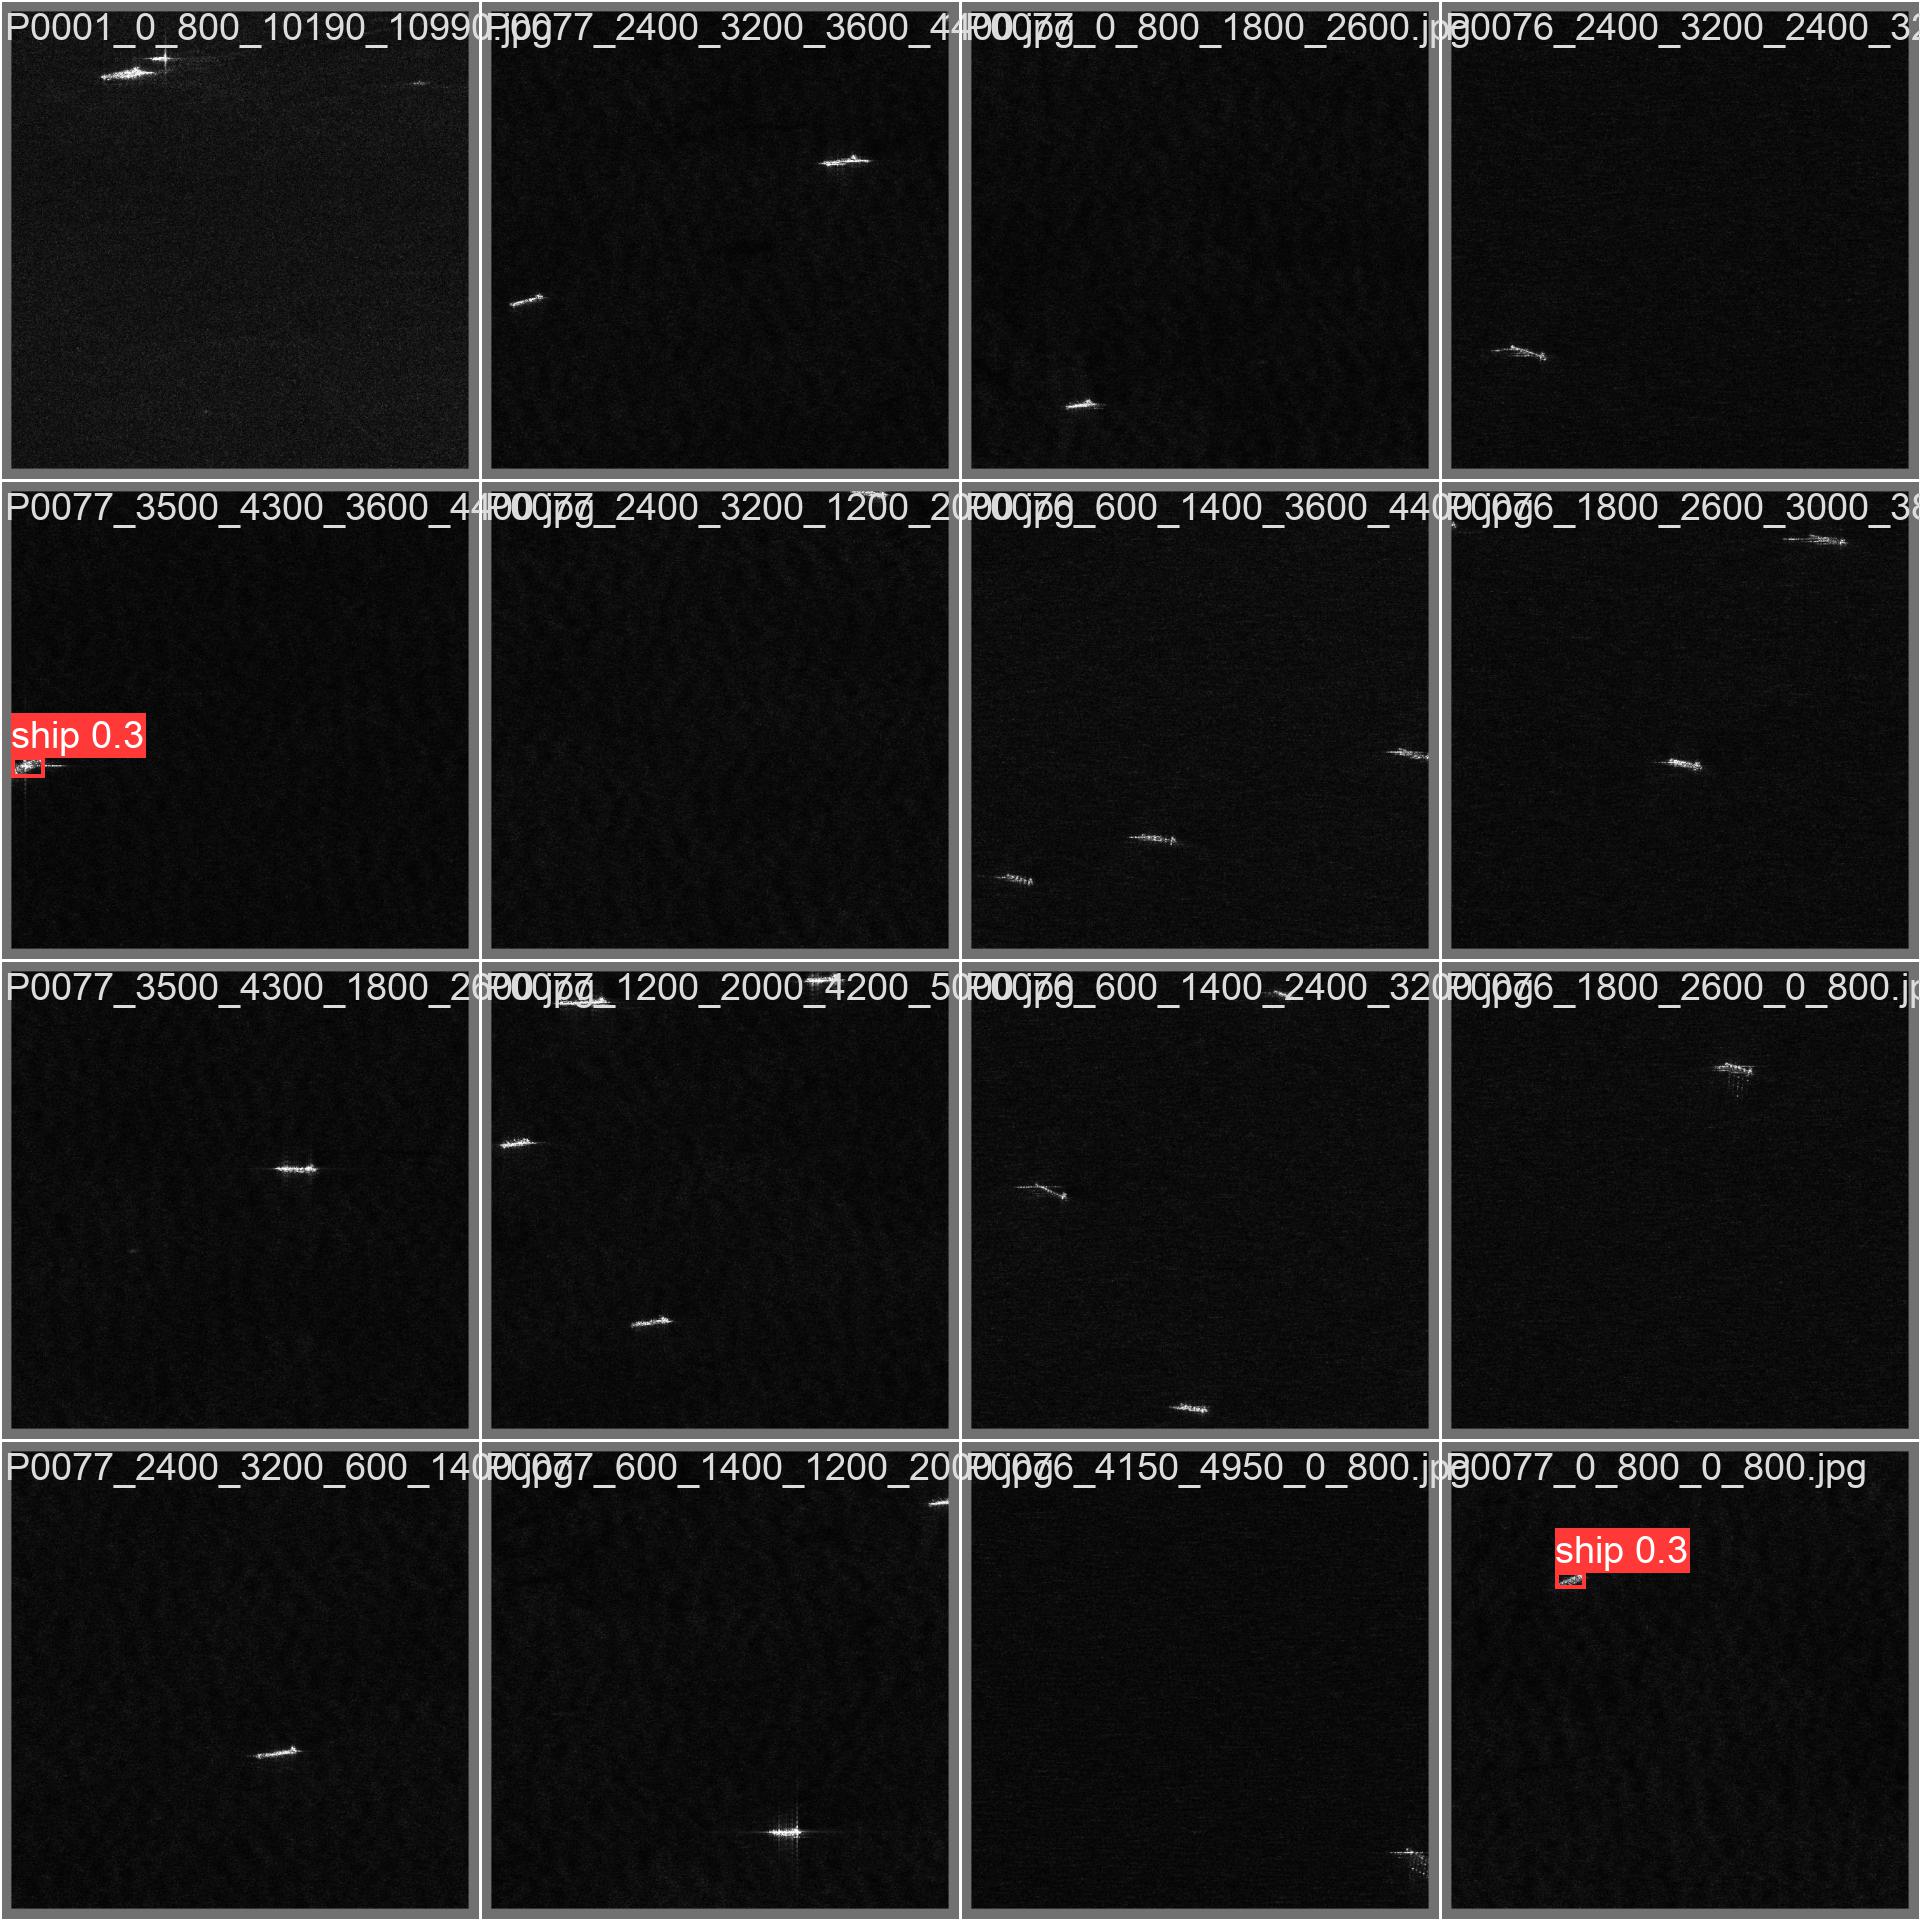 P0001_0_800_10190_10990.jpg
P0077_2400_3200_3600_4400.jpg
P0077_0_800_1800_2600.jpg
P0076_2400_3200_2400_32
P0077_3500_4300_3600_4400.jpg
ship 0.3
P0077_2400_3200_1200_2000.jpg
P0076_600_1400_3600_4400.jpg
P0076_1800_2600_3000_38
P0077_3500_4300_1800_2600.jpg
P0077_1200_2000_4200_5000.jpg
P0076_600_1400_2400_3200.jpg
P0076_1800_2600_0_800.jp
P0077_2400_3200_600_1400.jpg
P0077_600_1400_1200_2000.jpg
P0076_4150_4950_0_800.jpg
P0077_0_800_0_800.jpg
ship 0.3